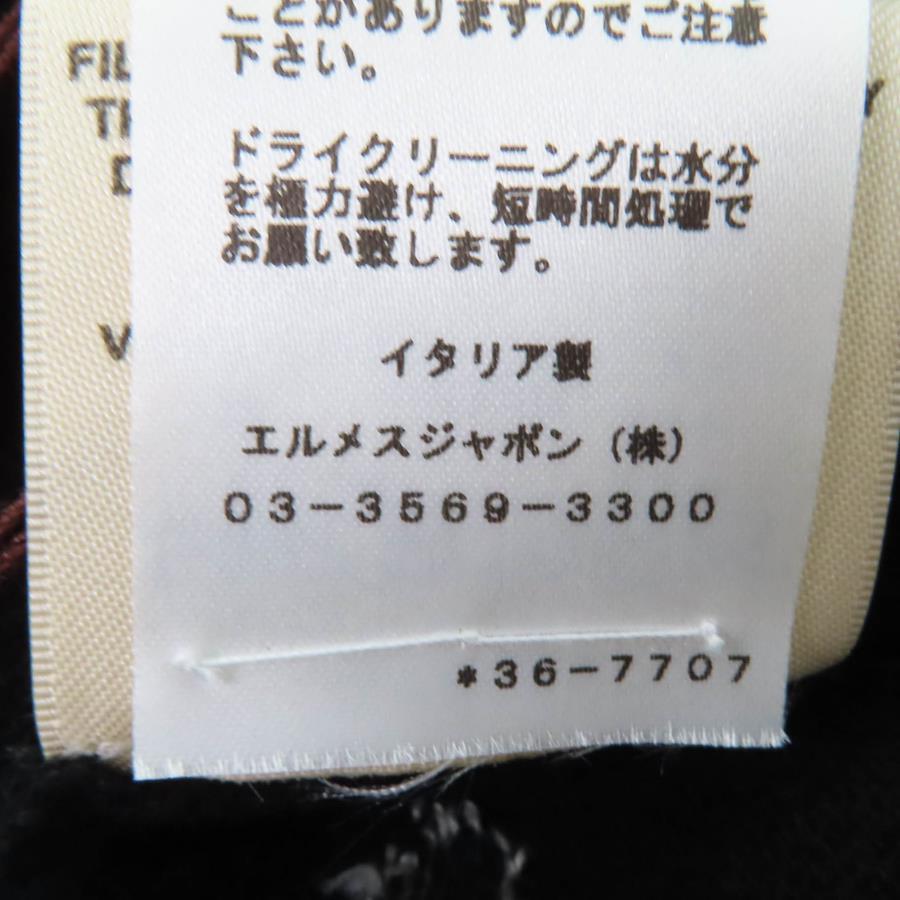 ことがありますのでご注意
下さい。
ドライクリーニングは水分
を極力避け、短時間処理で
お願い致します。
イタリア製
エルメスジャポン（株）
03-3569-3300
*36-7707